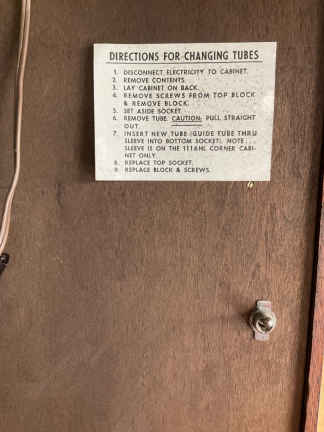 DIRECTIONS FOR CHANGING TUBES
1. DISCONNECT ELECTRICITY TO CABINET.
2. REMOVE CONTENTS.
3. LAY CABINET ON BACK.
4. REMOVE SCREWS FROM TOP BLOCK
& REMOVE BLOCK.
5. SET ASIDE SOCKET.
6. REMOVE TUBE. CAUTION: PULL STRAIGHT
OUT.
7. INSERT NEW TUBE (GUIDE TUBE THRU
SLEEVE INTO BOTTOM SOCKET). NOTE...
SLEEVE IS ON THE 111AHL CORNER CABI-
NET ONLY.
8. REPLACE TOP SOCKET.
9. REPLACE BLOCK & SCREWS.